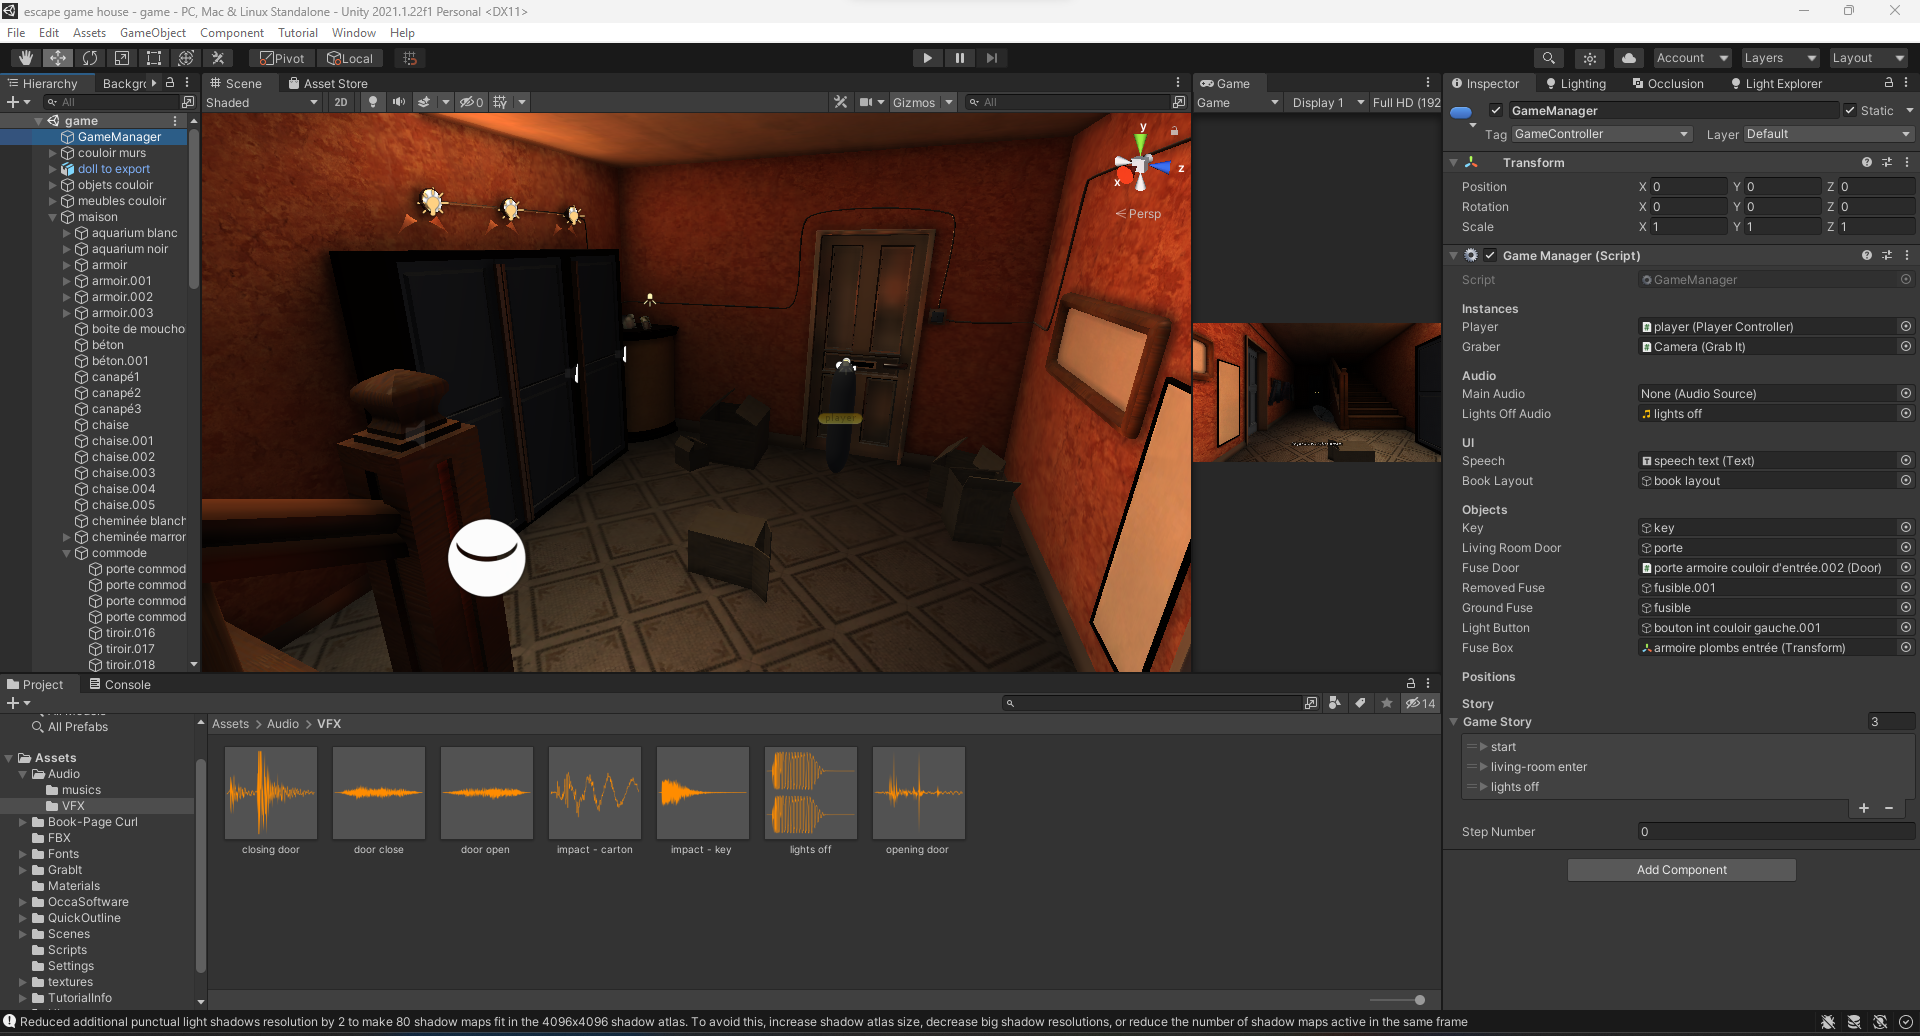 escape game house - game - PC, Mac & Linux Standalone - Unity 2021.1.22f1 Personal <DX11>
File Edit Assets GameObject Component Tutorial Window Help
Pivot Local Account Layers Layout
Hierarchy Backgro
All
game
GameManager
couloir murs
doll to export
objets couloir
meubles couloir
maison
aquarium blanc
aquarium noir
armoir
armoir.001
armoir.002
armoir.003
boite de moucho
béton
béton.001
canapé1
canapé2
canapé3
chaise
chaise.001
chaise.002
chaise.003
chaise.004
chaise.005
cheminée blanch
cheminée marror
commode
porte commod
porte commod
porte commod
porte commod
tiroir.016
tiroir.017
tiroir.018
Scene Asset Store
Shaded 2D 0 Gizmos All
y
z
x
Persp
player
Game
Game Display 1 Full HD (192
Inspector Lighting Occlusion Light Explorer
GameManager Static
Tag GameController Layer Default
Transform
Position X 0 Y 0 Z 0
Rotation X 0 Y 0 Z 0
Scale X 1 Y 1 Z 1
Game Manager (Script)
Script GameManager
Instances
Player player (Player Controller)
Graber Camera (Grab It)
Audio
Main Audio None (Audio Source)
Lights Off Audio lights off
UI
Speech speech text (Text)
Book Layout book layout
Objects
Key key
Living Room Door porte
Fuse Door porte armoire couloir d'entrée.002 (Door)
Removed Fuse fusible.001
Ground Fuse fusible
Light Button bouton int couloir gauche.001
Fuse Box armoire plombs entrée (Transform)
Positions
Story
Game Story 3
start
living-room enter
lights off
Step Number 0
Add Component
Project Console
14
All Prefabs
Assets
Audio
musics
VFX
Book-Page Curl
FBX
Fonts
GrabIt
Materials
OccaSoftware
QuickOutline
Scenes
Scripts
Settings
textures
TutorialInfo
Assets > Audio > VFX
closing door
door close
door open
impact - carton
impact - key
lights off
opening door
Reduced additional punctual light shadows resolution by 2 to make 80 shadow maps fit in the 4096x4096 shadow atlas. To avoid this, increase shadow atlas size, decrease big shadow resolutions, or reduce the number of shadow maps active in the same frame